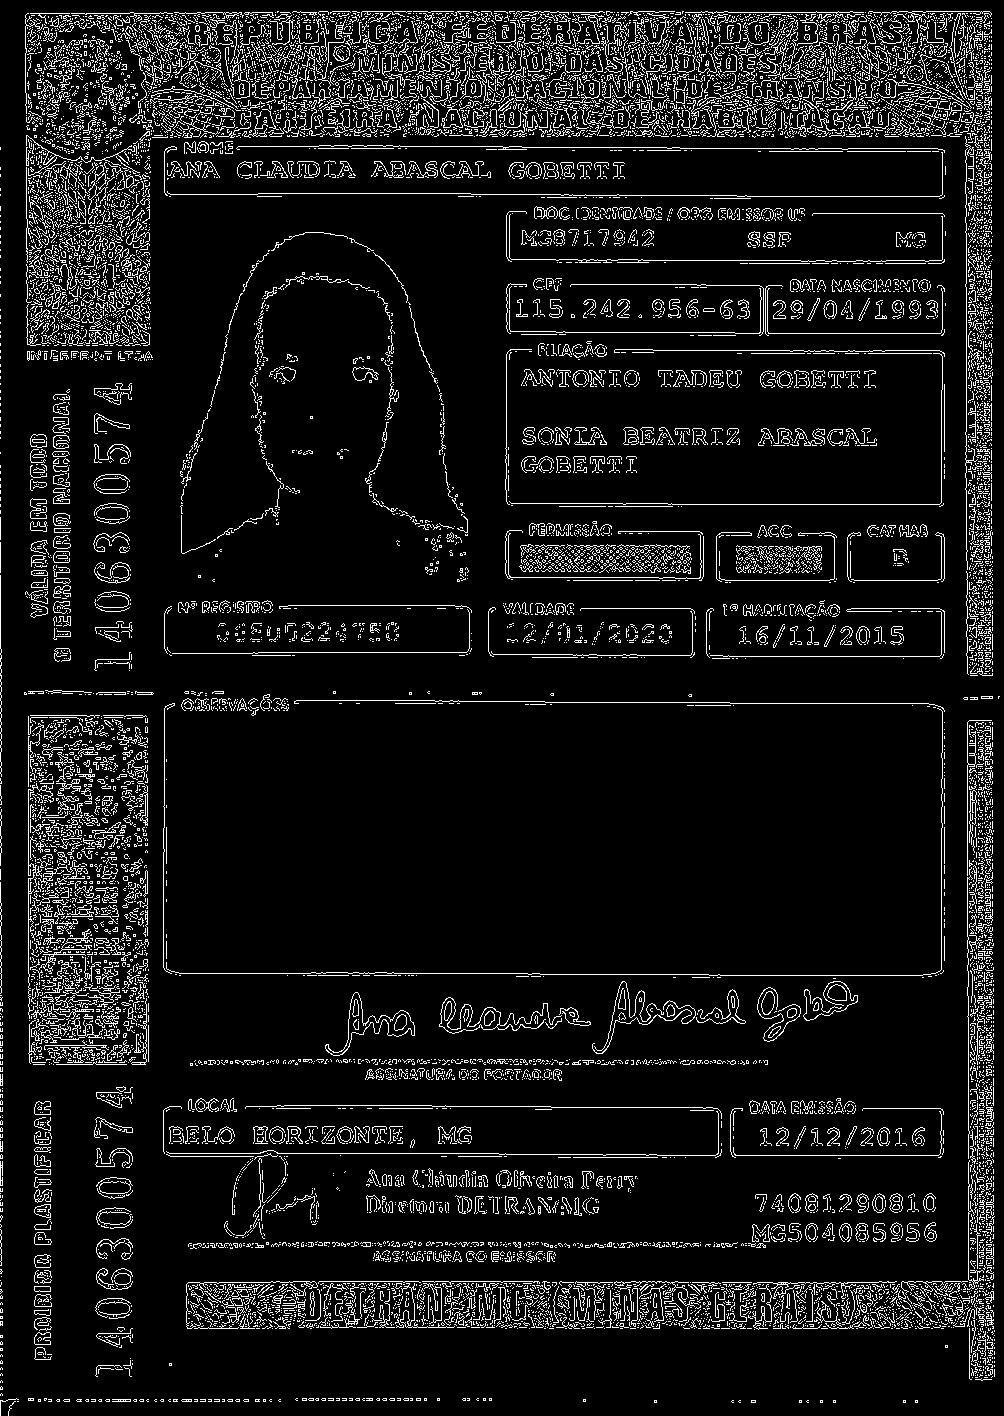 REPÚBLICA FEDERATIVA DO BRASIL
MINISTÉRIO DAS CIDADES
DEPARTAMENTO NACIONAL DE TRÂNSITO
CARTEIRA NACIONAL DE HABILITAÇÃO
NOME
ANA CLAUDIA ABASCAL GOBETTI
DOC. IDENTIDADE / ORG EMISSOR UF
MG8717942 SSP MG
CPF
DATA NASCIMENTO
115.242.956-63
29/04/1993
FILIAÇÃO
ANTONIO TADEU GOBETTI
SONIA BEATRIZ ABASCAL
GOBETTI
PERMISSÃO
ACC
CAT HAB
B
Nº REGISTRO
VALIDADE
1ª HABILITAÇÃO
12/01/2020
16/11/2015
INTERPRINT LTDA
VÁLIDA EM TODO
O TERRITÓRIO NACIONAL
1406300574
OBSERVAÇÕES
Ana Claudia Abascal Gobetti
ASSINATURA DO PORTADOR
LOCAL
DATA EMISSÃO
BELO HORIZONTE, MG
12/12/2016
Ana Cláudia Oliveira Perry
Diretora DETRAN/MG
74081290810
MG504085956
ASSINATURA DO EMISSOR
PROIBIDO PLASTIFICAR
1406300574
DETRAN-MG (MINAS GERAIS)